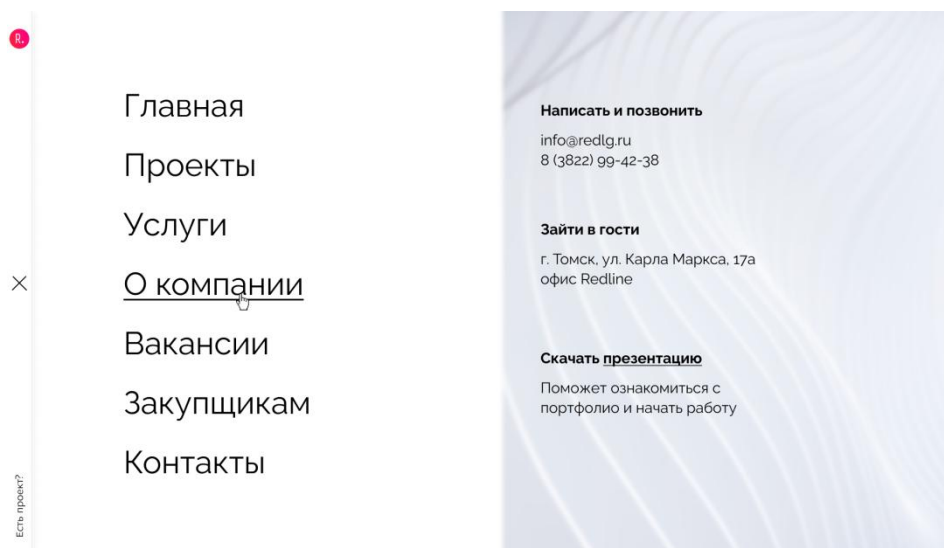 R.
Главная
Проекты
Услуги
О компании
Вакансии
Закупщикам
Контакты
Есть проект?
Написать и позвонить
info@redlg.ru
8 (3822) 99-42-38
Зайти в гости
г. Томск, ул. Карла Маркса, 17а
офис Redline
Скачать презентацию
Поможет ознакомиться с
портфолио и начать работу